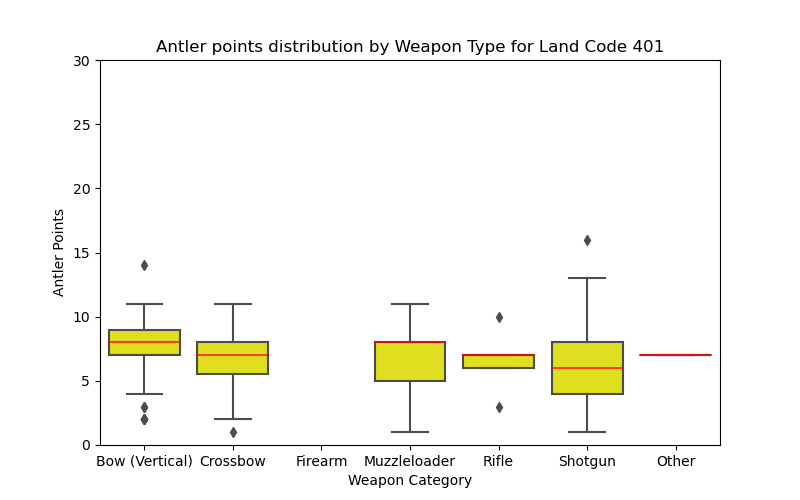 Antler points distribution by Weapon Type for Land Code 401
30
25
20
15
10
5
0
Antler Points
Bow (Vertical) Crossbow Firearm Muzzleloader Rifle Shotgun Other
Weapon Category